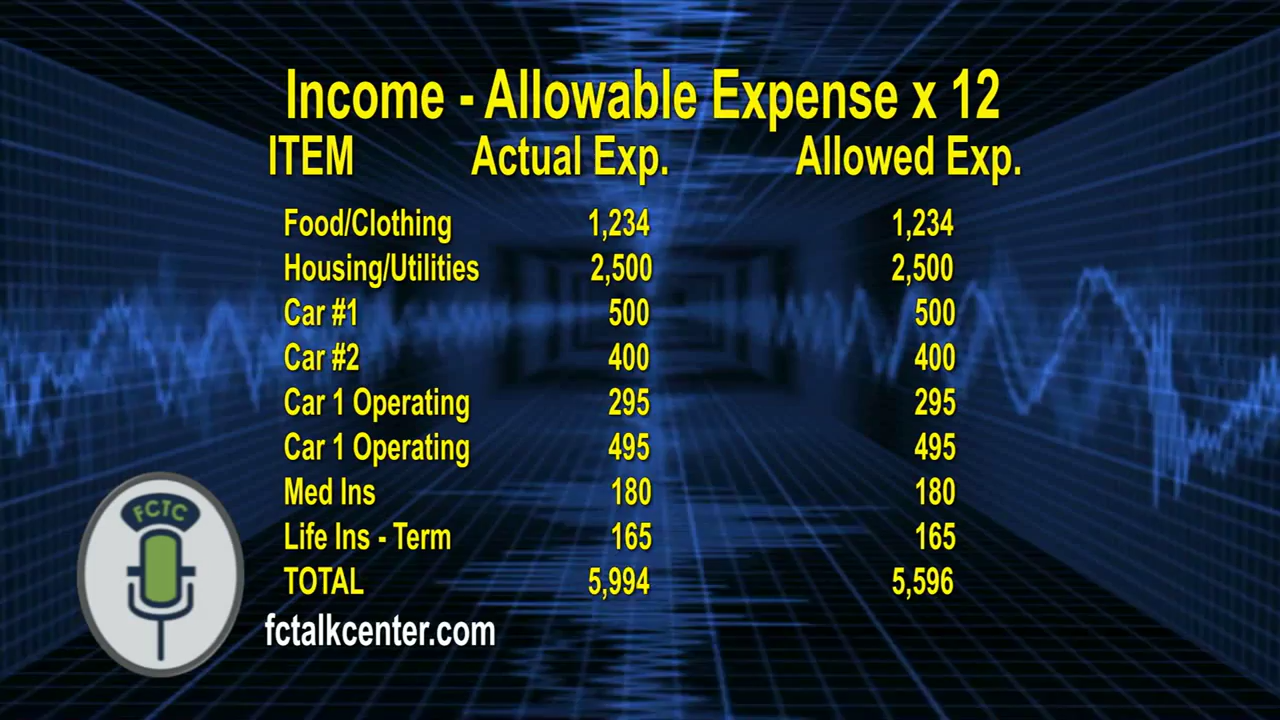 Income - Allowable Expense x 12
ITEM Actual Exp. Allowed Exp.
Food/Clothing 1,234 1,234
Housing/Utilities 2,500 2,500
Car #1 500 500
Car #2 400 400
Car 1 Operating 295 295
Car 1 Operating 495 495
Med Ins 180 180
Life Ins - Term 165 165
TOTAL 5,994 5,596
FCTC
fctalkcenter.com